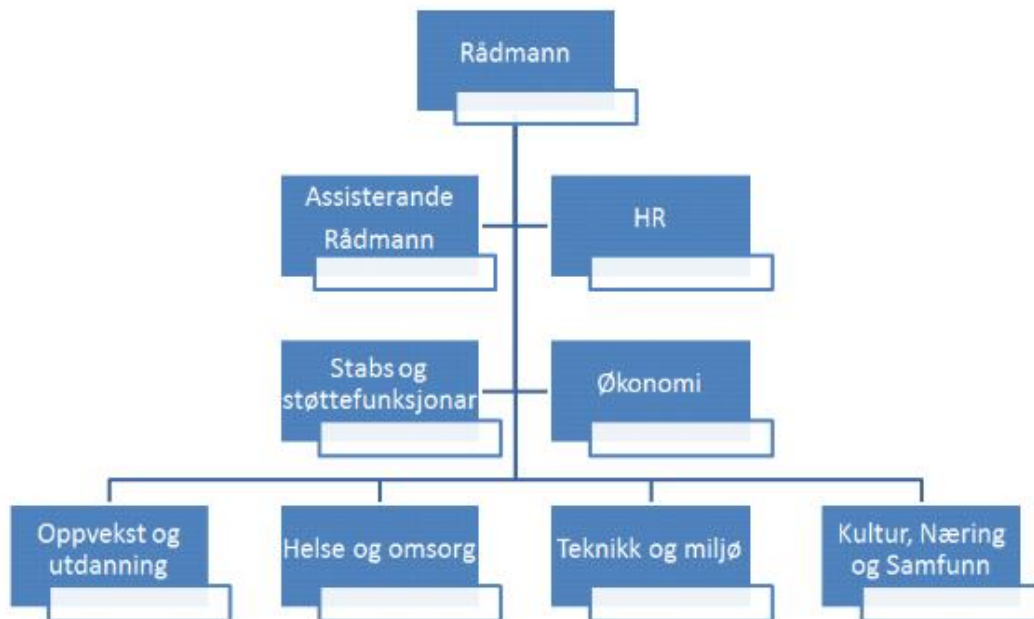 Rådmann
Assisterande
Rådmann
HR
Stabs og
støttefunksjonar
Økonomi
Oppvekst og
utdanning
Helse og omsorg
Teknikk og miljø
Kultur, Næring
og Samfunn